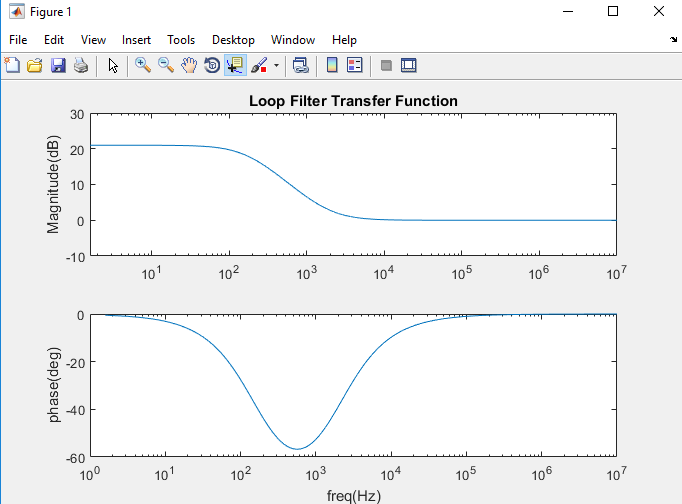 Figure 1
File Edit View Insert Tools Desktop Window Help
Loop Filter Transfer Function
Magnitude(dB)
30
20
10
0
-10
10^1 10^2 10^3 10^4 10^5 10^6 10^7
phase(deg)
0
-20
-40
-60
10^0 10^1 10^2 10^3 10^4 10^5 10^6 10^7
freq(Hz)